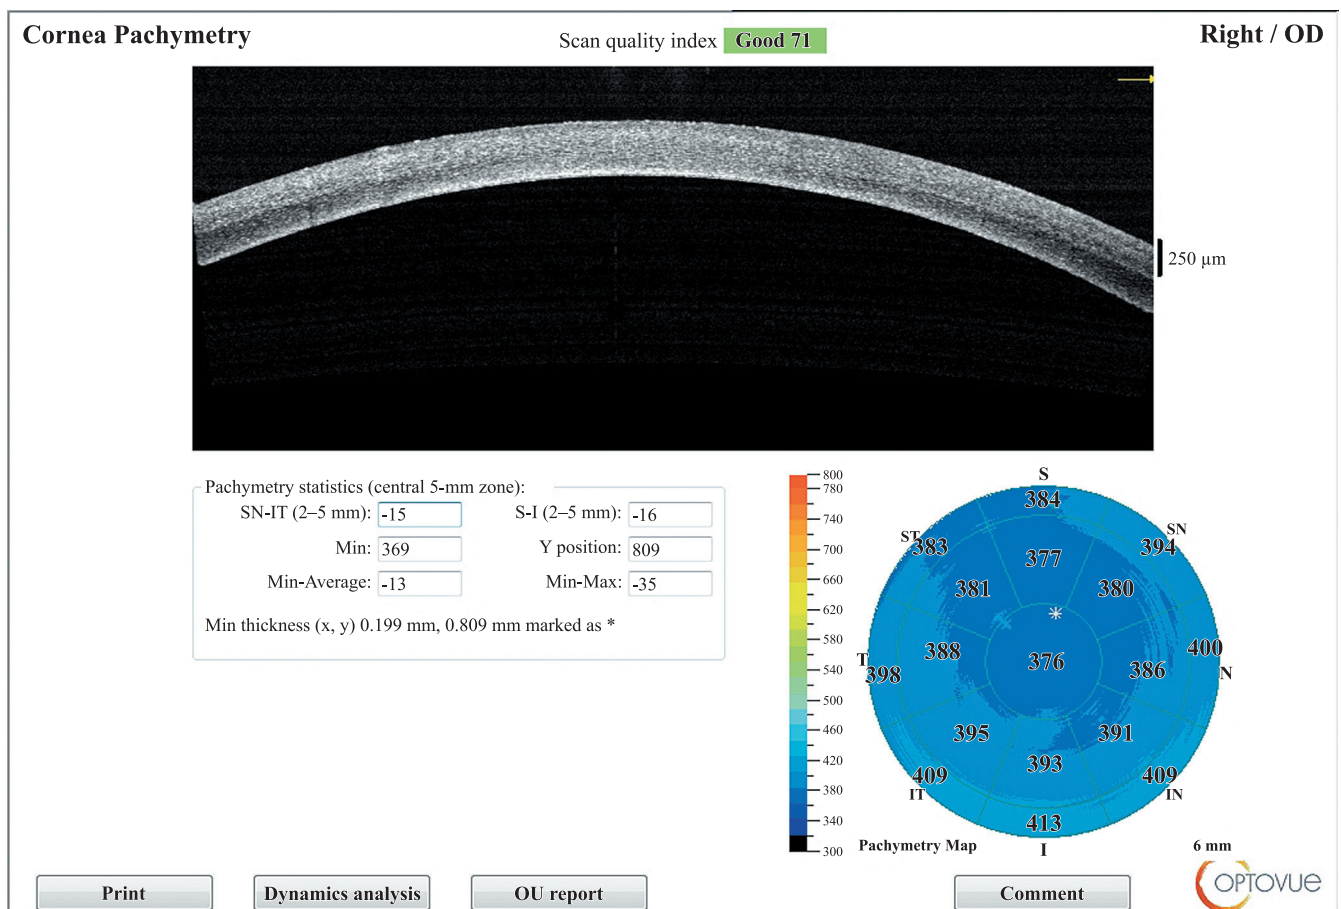 Cornea Pachymetry
Scan quality index Good 71
Right / OD
250 µm
Pachymetry statistics (central 5-mm zone):
SN-IT (2–5 mm): -15 S-I (2–5 mm): -16
Min: 369 Y position: 809
Min-Average: -13 Min-Max: -35
Min thickness (x, y) 0.199 mm, 0.809 mm marked as *
800
780
740
700
660
620
580
540
500
460
420
380
340
300
S
384
ST
383
SN
394
377
381
380
*
T
398
388
376
386
400
N
395
391
393
409
IT
409
IN
413
I
Pachymetry Map
6 mm
OPTOVUE
Print
Dynamics analysis
OU report
Comment